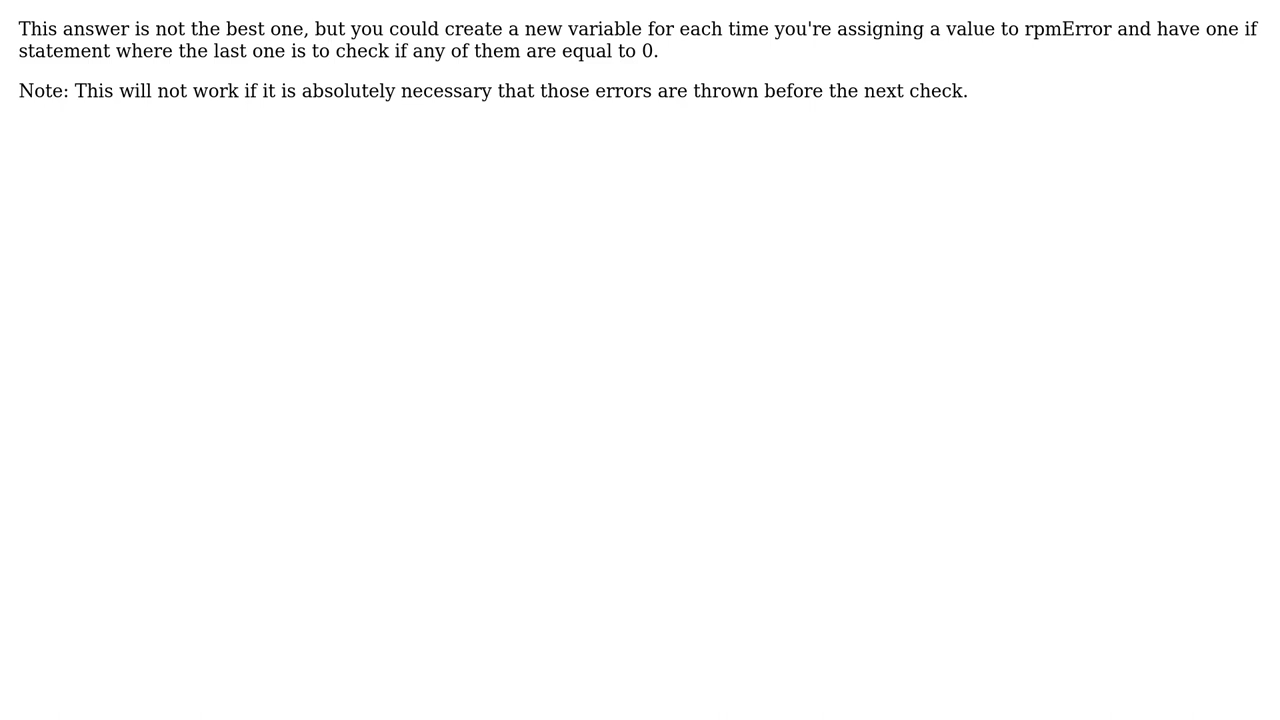 This answer is not the best one, but you could create a new variable for each time you're assigning a value to rpmError and have one if
statement where the last one is to check if any of them are equal to 0.
Note: This will not work if it is absolutely necessary that those errors are thrown before the next check.